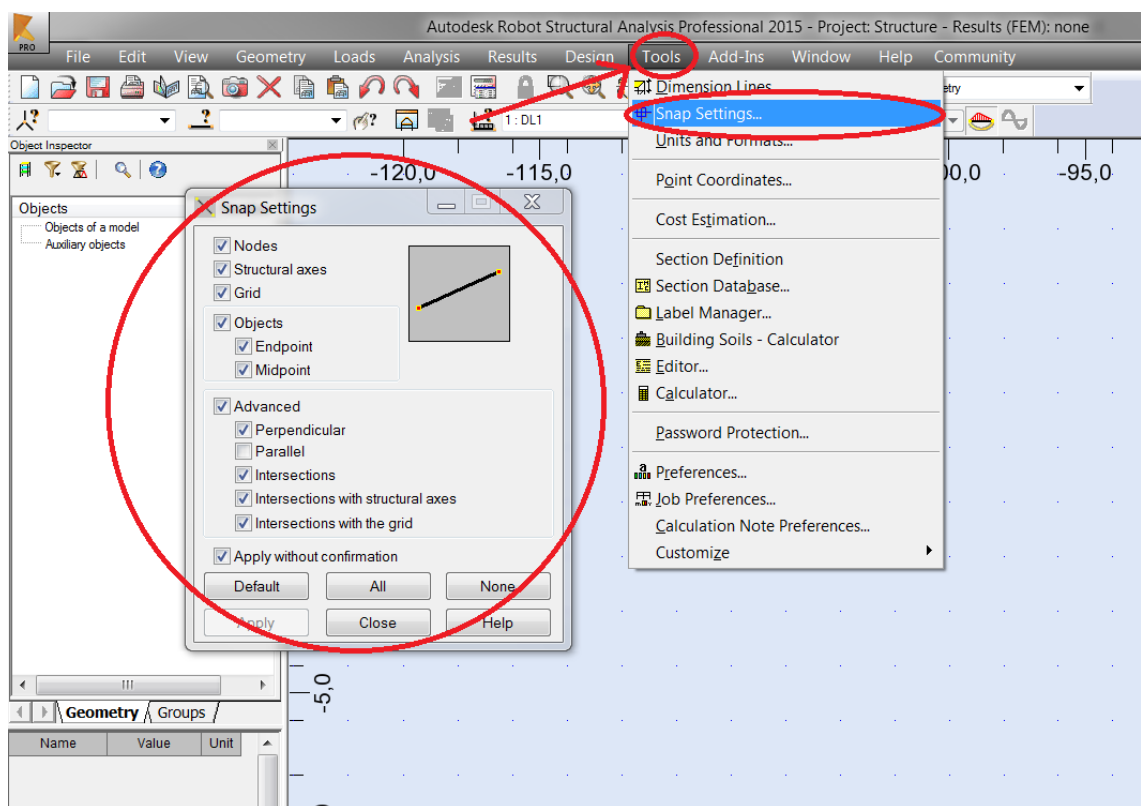 Autodesk Robot Structural Analysis Professional 2015 - Project: Structure - Results (FEM): none
PRO
File Edit View Geometry Loads Analysis Results Design Tools Add-Ins Window Help Community
1 : DL1
Object Inspector
Objects
Objects of a model
Auxiliary objects
-120,0 -115,0 -95,0
Snap Settings
Nodes
Structural axes
Grid
Objects
Endpoint
Midpoint
Advanced
Perpendicular
Parallel
Intersections
Intersections with structural axes
Intersections with the grid
Apply without confirmation
Default All None
Apply Close Help
Dimension Lines
Snap Settings...
Units and Formats...
Point Coordinates...
Cost Estimation...
Section Definition
Section Database...
Label Manager...
Building Soils - Calculator
Editor...
Calculator...
Password Protection...
Preferences...
Job Preferences...
Calculation Note Preferences...
Customize
-5,0
Geometry Groups
Name Value Unit